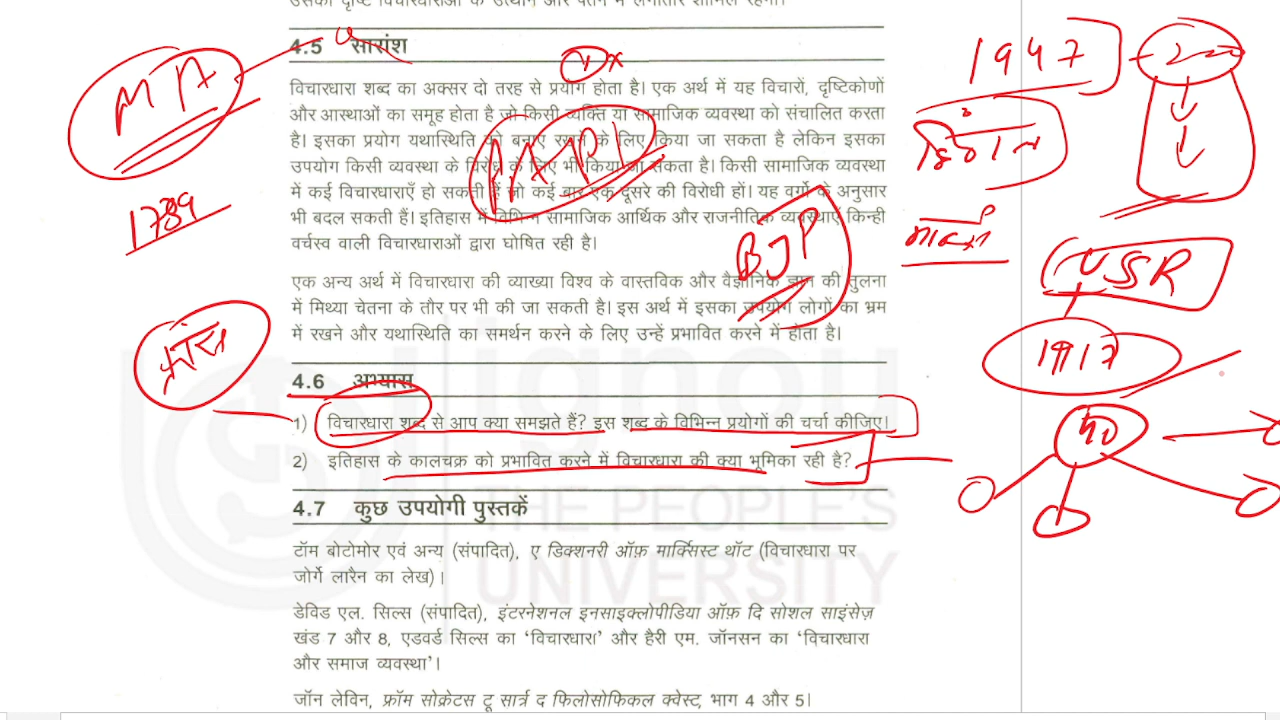 4.5 सारांश
विचारधारा शब्द का अक्सर दो तरह से प्रयोग होता है। एक अर्थ में यह विचारों, दृष्टिकोणों
और आस्थाओं का समूह होता है जो किसी व्यक्ति या सामाजिक व्यवस्था को संचालित करता
है। इसका प्रयोग यथास्थिति को बनाए रखने के लिए किया जा सकता है लेकिन इसका
उपयोग किसी व्यवस्था के विरोध के लिए भी किया जा सकता है। किसी सामाजिक व्यवस्था
में कई विचारधाराएँ हो सकती हैं जो कई बार एक दूसरे की विरोधी हों। यह वर्गों के अनुसार
भी बदल सकती हैं। इतिहास में विभिन्न सामाजिक आर्थिक और राजनीतिक व्यवस्थाएं किन्ही
वर्चस्व वाली विचारधाराओं द्वारा घोषित रही है।
एक अन्य अर्थ में विचारधारा की व्याख्या विश्व के वास्तविक और वैज्ञानिक ज्ञान की तुलना
में मिथ्या चेतना के तौर पर भी की जा सकती है। इस अर्थ में इसका उपयोग लोगों का भ्रम
में रखने और यथास्थिति का समर्थन करने के लिए उन्हें प्रभावित करने में होता है।
4.6 अभ्यास
1) विचारधारा शब्द से आप क्या समझते हैं? इस शब्द के विभिन्न प्रयोगों की चर्चा कीजिए।
2) इतिहास के कालचक्र को प्रभावित करने में विचारधारा की क्या भूमिका रही है?
4.7 कुछ उपयोगी पुस्तकें
टॉम बोटोमोर एवं अन्य (संपादित), ए डिक्शनरी ऑफ़ मार्क्सिस्ट थॉट (विचारधारा पर
जोर्गे लारैन का लेख)।
डेविड एल. सिल्स (संपादित), इंटरनेशनल इनसाइक्लोपीडिया ऑफ़ दि सोशल साइंसेज़
खंड 7 और 8, एडवर्ड सिल्स का ‘विचारधारा’ और हैरी एम. जॉनसन का ‘विचारधारा
और समाज व्यवस्था’।
जॉन लेविन, फ्रॉम सोक्रेटस टू सार्त्र द फिलोसोफिकल क्वेस्ट, भाग 4 और 5।
MA
1789
फ्रांस
BJP
1947
मार्क्स
USR
1917
ignou
THE PEOPLE'S
UNIVERSITY